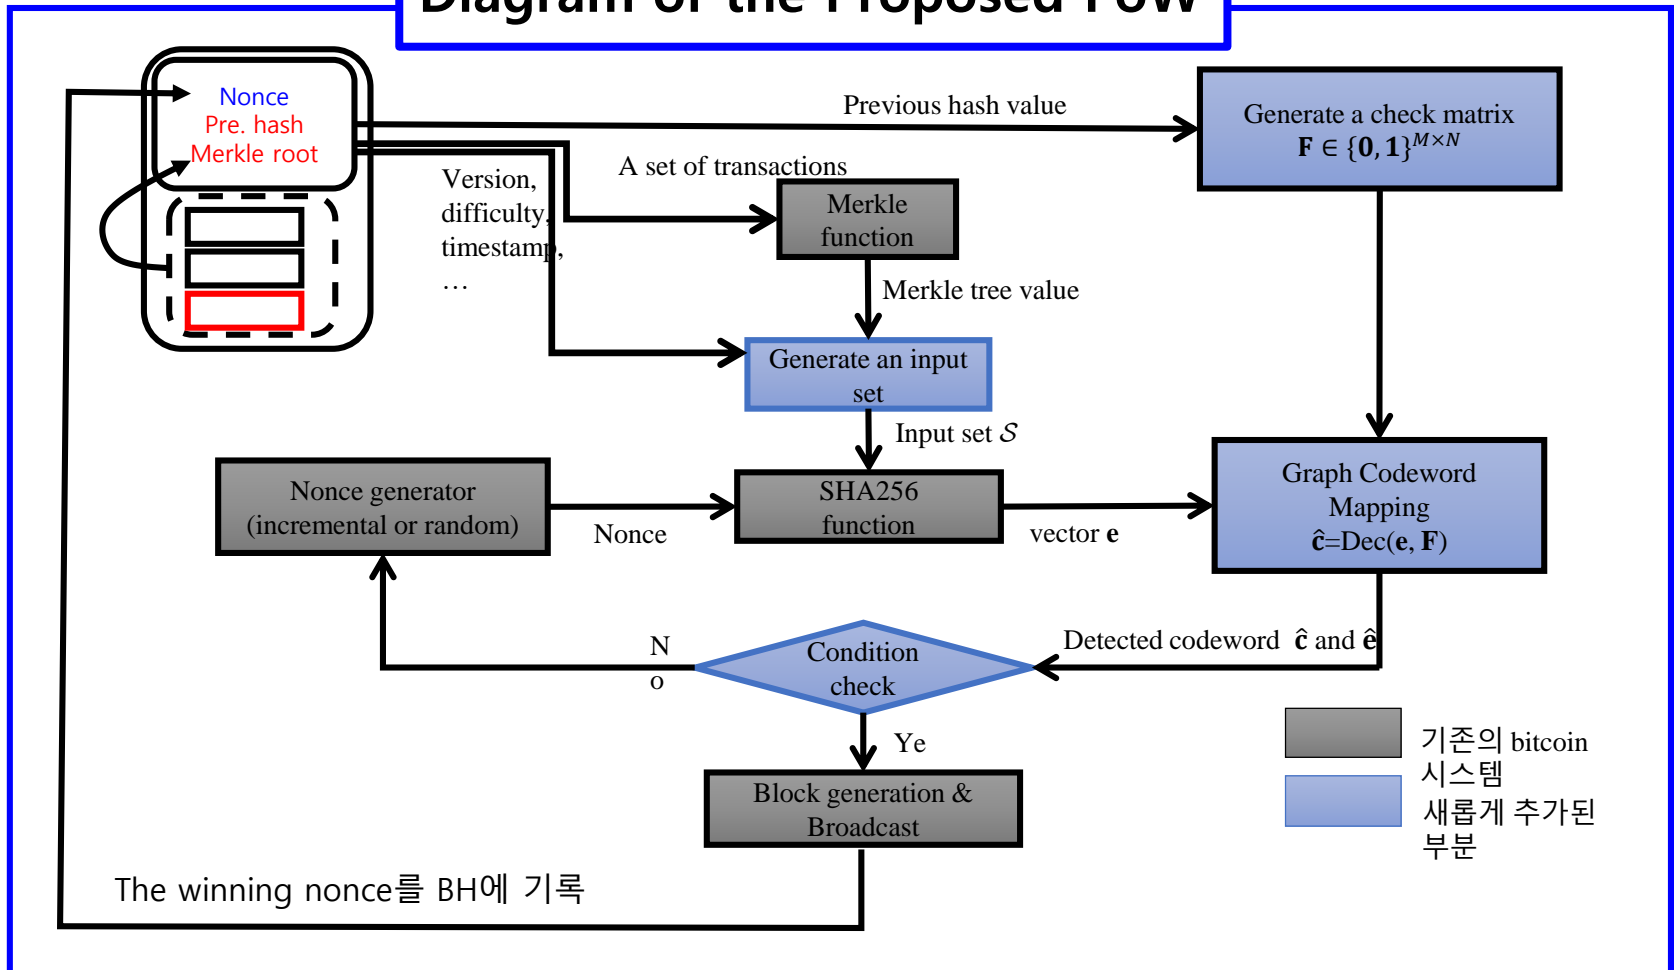 Diagram of the Proposed PoW
Nonce
Pre. hash
Merkle root
Previous hash value
Generate a check matrix
𝐅 ∈ {𝟎, 𝟏}^{M×N}
A set of transactions
Version,
difficulty,
timestamp,
…
Merkle
function
Merkle tree value
Generate an input
set
Input set 𝒮
Nonce generator
(incremental or random)
Nonce
SHA256
function
vector e
Graph Codeword
Mapping
ĉ=Dec(e, F)
N
o
Condition
check
Detected codeword ĉ and ê
Ye
Block generation &
Broadcast
기존의 bitcoin
시스템
새롭게 추가된
부분
The winning nonce를 BH에 기록